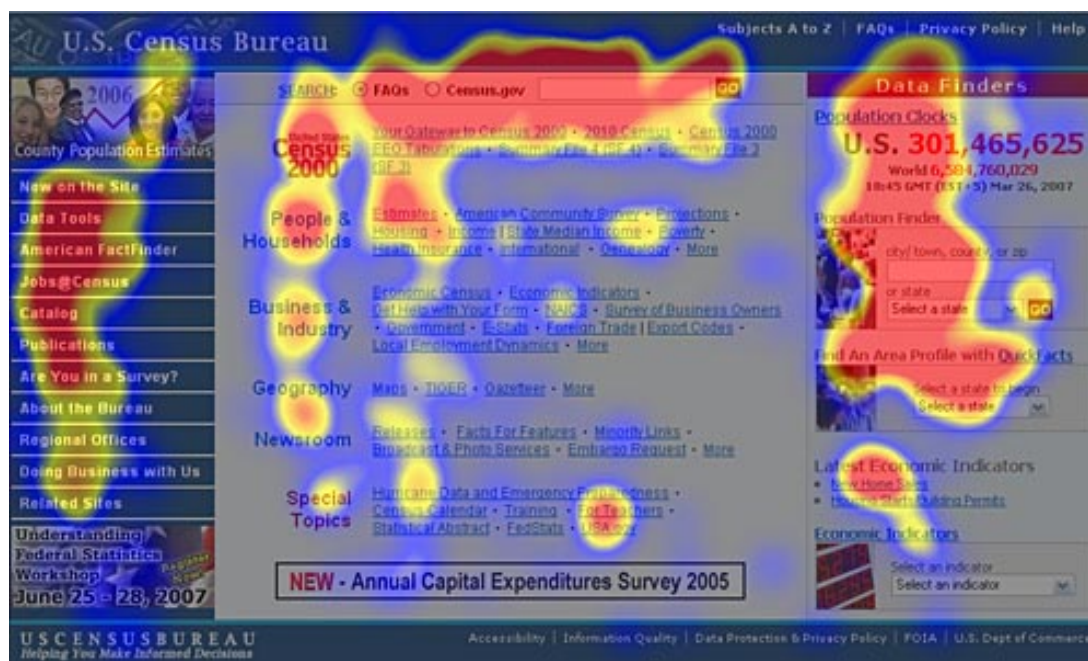 U.S. Census Bureau
Subjects A to Z | FAQs | Privacy Policy | Help
2006
County Population Estimates
New on the Site
Data Tools
American FactFinder
Jobs@Census
Catalog
Publications
Are You in a Survey?
About the Bureau
Regional Offices
Doing Business with Us
Related Sites
Understanding
Federal Statistics
Workshop
Register Now
June 25 - 28, 2007
SEARCH: FAQs Census.gov GO
United States
Census
2000
Your Gateway to Census 2000 • 2010 Census • Census 2000
EEO Tabulations • Summary File 4 (SF 4) • Summary File 3
(SF 3)
People &
Households
Estimates • American Community Survey • Projections •
Housing • Income | State Median Income • Poverty •
Health Insurance • International • Genealogy • More
Business &
Industry
Economic Census • Economic Indicators •
Get Help with Your Form • NAICS • Survey of Business Owners
• Government • E-Stats • Foreign Trade | Export Codes •
Local Employment Dynamics • More
Geography
Maps • TIGER • Gazetteer • More
Newsroom
Releases • Facts For Features • Minority Links •
Broadcast & Photo Services • Embargo Request • More
Special
Topics
Hurricane Data and Emergency Preparedness •
Census Calendar • Training • For Teachers •
Statistical Abstract • FedStats • USA.gov
NEW - Annual Capital Expenditures Survey 2005
Data Finders
Population Clocks
U.S. 301,465,625
World 6,584,760,029
18:45 GMT (EST+5) Mar 26, 2007
Population Finder
city/ town, county, or zip
or state
Select a state GO
Find An Area Profile with QuickFacts
Select a state to begin
Select a state
Latest Economic Indicators
• New Home Sales
• Housing Starts/Building Permits
Economic Indicators
Select an indicator
Select an indicator
USCENSUSBUREAU
Helping You Make Informed Decisions
Accessibility | Information Quality | Data Protection & Privacy Policy | FOIA | U.S. Dept of Commerce